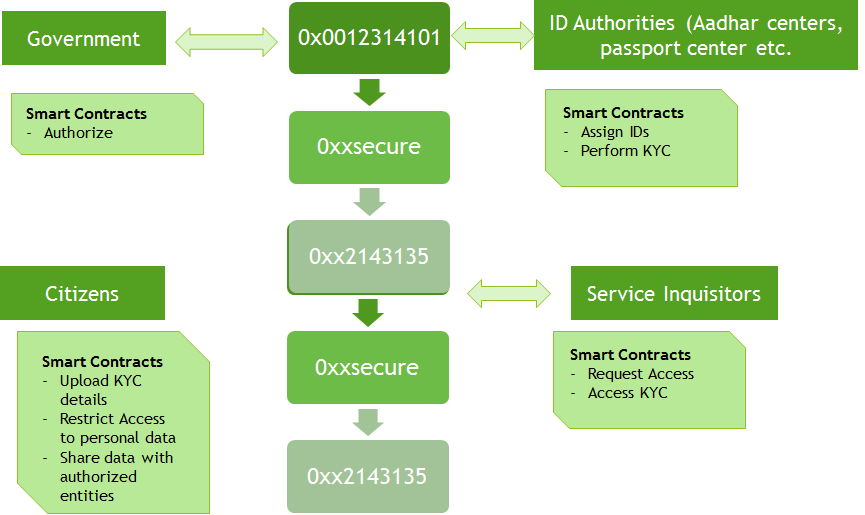 Government
0x0012314101
ID Authorities (Aadhar centers,
passport center etc.
Smart Contracts
- Authorize
0xxsecure
Smart Contracts
- Assign IDs
- Perform KYC
0xx2143135
Citizens
Service Inquisitors
Smart Contracts
- Upload KYC
details
- Restrict Access
to personal data
- Share data with
authorized
entities
0xxsecure
Smart Contracts
- Request Access
- Access KYC
0xx2143135